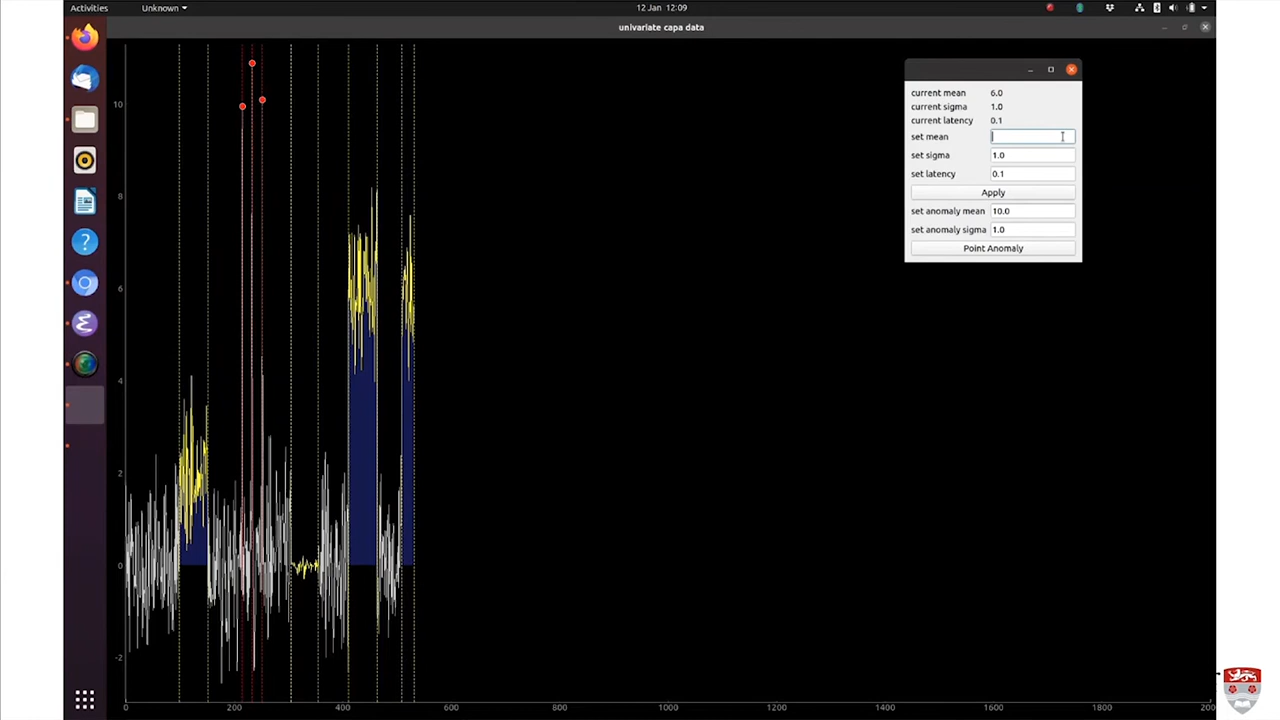 Activities
Unknown
12 Jan 12:09
univariate capa data
current mean 6.0
current sigma 1.0
current latency 0.1
set mean
set sigma 1.0
set latency 0.1
Apply
set anomaly mean 10.0
set anomaly sigma 1.0
Point Anomaly
10
8
6
4
2
0
-2
0 200 400 600 800 1000 1200 1400 1600 1800 200